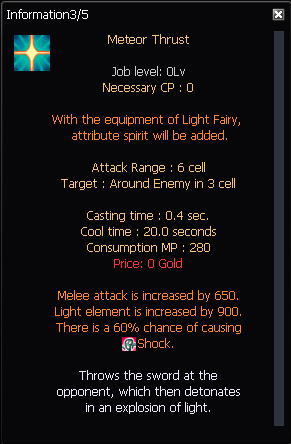 Information3/5
Meteor Thrust
Job level: 0Lv
Necessary CP : 0
With the equipment of Light Fairy,
attribute spirit will be added.
Attack Range : 6 cell
Target : Around Enemy in 3 cell
Casting time : 0.4 sec.
Cool time : 20.0 seconds
Consumption MP : 280
Price: 0 Gold
Melee attack is increased by 650.
Light element is increased by 900.
There is a 60% chance of causing
Shock.
Throws the sword at the
opponent, which then detonates
in an explosion of light.